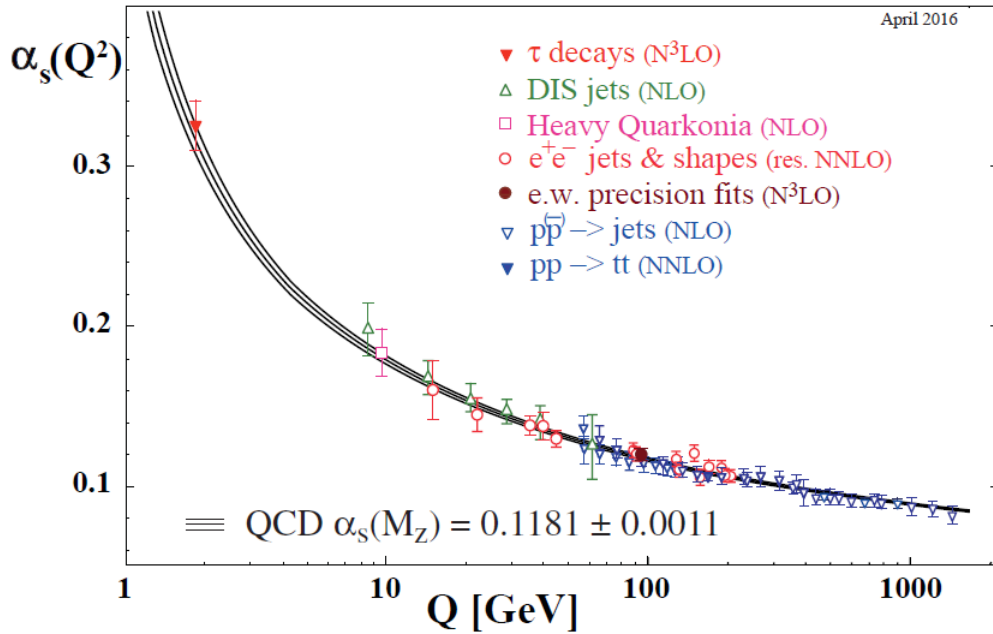 April 2016
αs(Q²)
τ decays (N³LO)
DIS jets (NLO)
Heavy Quarkonia (NLO)
e⁺e⁻ jets & shapes (res. NNLO)
e.w. precision fits (N³LO)
pp(–) –> jets (NLO)
pp –> tt (NNLO)
0.3
0.2
0.1
QCD αs(Mz) = 0.1181 ± 0.0011
1 10 100 1000
Q [GeV]